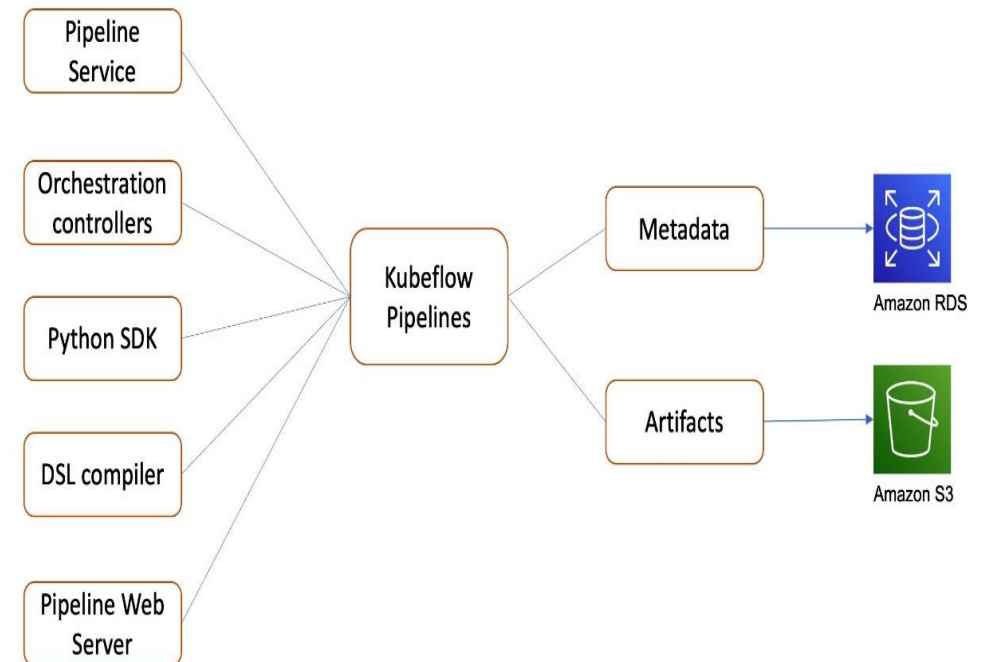 Pipeline
Service
Orchestration
controllers
Python SDK
DSL compiler
Pipeline Web
Server
Kubeflow
Pipelines
Metadata
Artifacts
Amazon RDS
Amazon S3